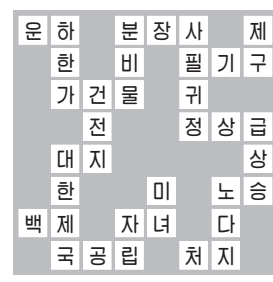 운 하 분 장 사 제
한 비 필 기 구
가 건 물 귀
전 정 상 급
대 지 상
한 미 노 승
백 제 자 녀 다
국 공 립 처 지